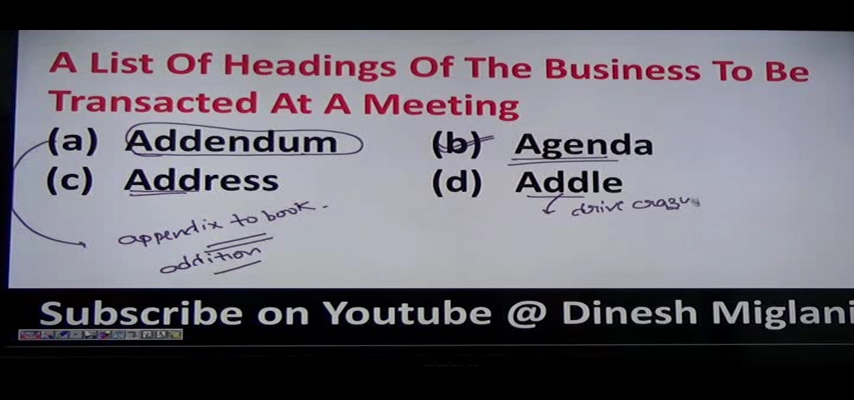 A List Of Headings Of The Business To Be
Transacted At A Meeting
(a) Addendum (b) Agenda
(c) Address (d) Addle
drive crazy
appendix to book.
addition
Subscribe on Youtube @ Dinesh Miglani